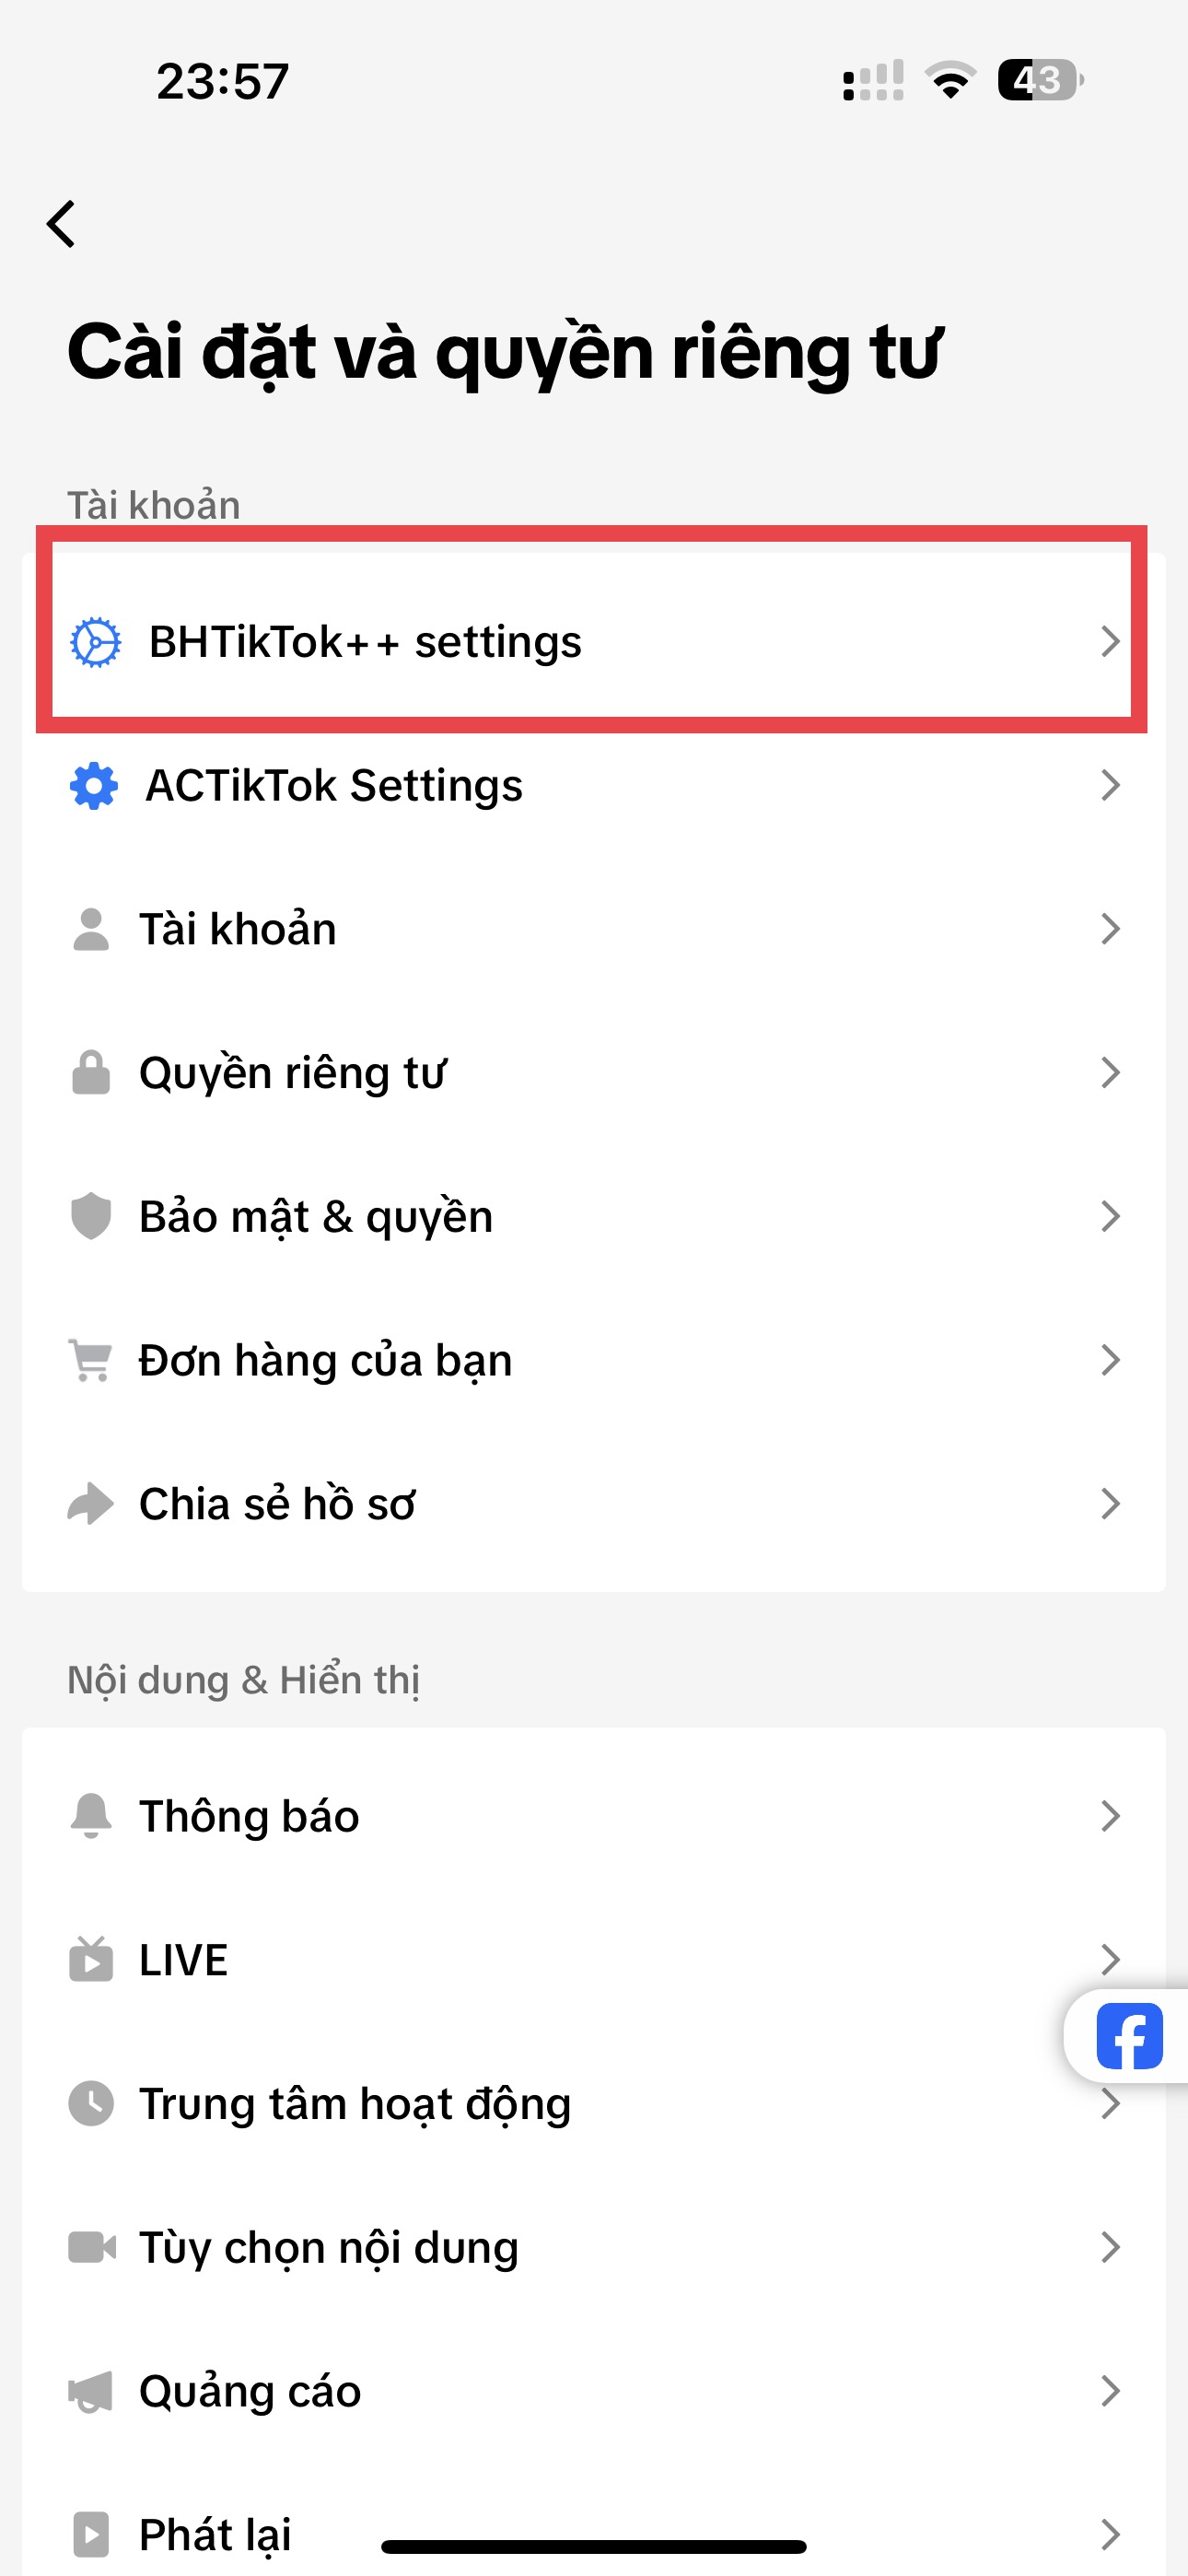 23:57
43
Cài đặt và quyền riêng tư
Tài khoản
BHTikTok++ settings
ACTikTok Settings
Tài khoản
Quyền riêng tư
Bảo mật & quyền
Đơn hàng của bạn
Chia sẻ hồ sơ
Nội dung & Hiển thị
Thông báo
LIVE
Trung tâm hoạt động
Tùy chọn nội dung
Quảng cáo
Phát lại